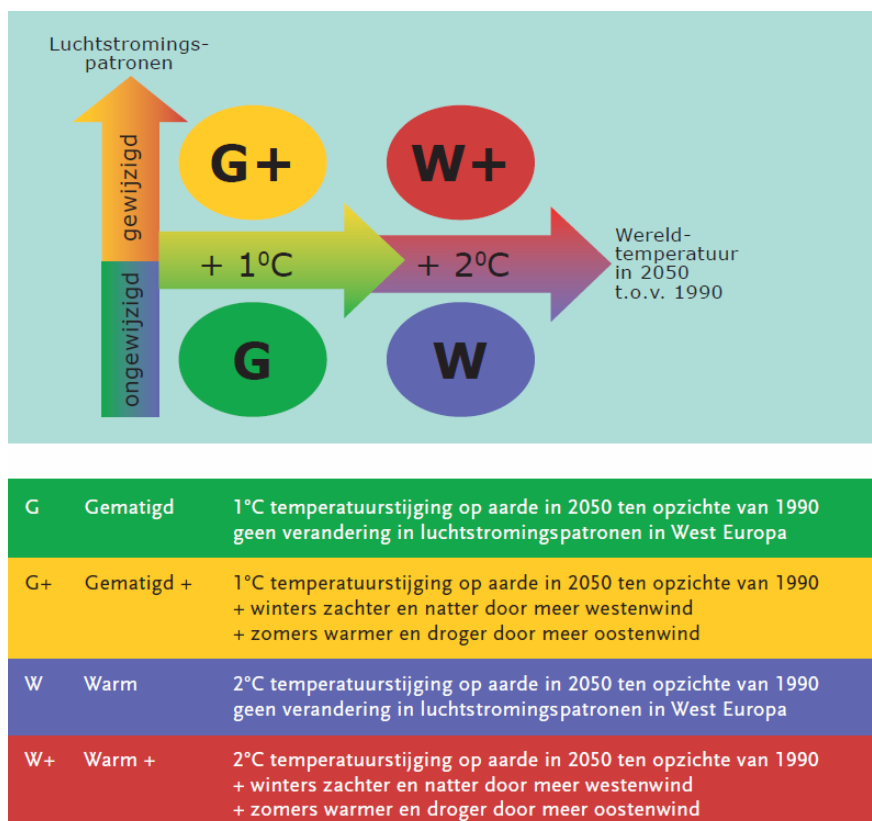 Luchtstromings-
patronen
gewijzigd
ongewijzigd
G+
W+
+ 1⁰C
+ 2⁰C
G
W
Wereld-
temperatuur
in 2050
t.o.v. 1990
G Gematigd 1°C temperatuurstijging op aarde in 2050 ten opzichte van 1990
geen verandering in luchtstromingspatronen in West Europa
G+ Gematigd + 1°C temperatuurstijging op aarde in 2050 ten opzichte van 1990
+ winters zachter en natter door meer westenwind
+ zomers warmer en droger door meer oostenwind
W Warm 2°C temperatuurstijging op aarde in 2050 ten opzichte van 1990
geen verandering in luchtstromingspatronen in West Europa
W+ Warm + 2°C temperatuurstijging op aarde in 2050 ten opzichte van 1990
+ winters zachter en natter door meer westenwind
+ zomers warmer en droger door meer oostenwind